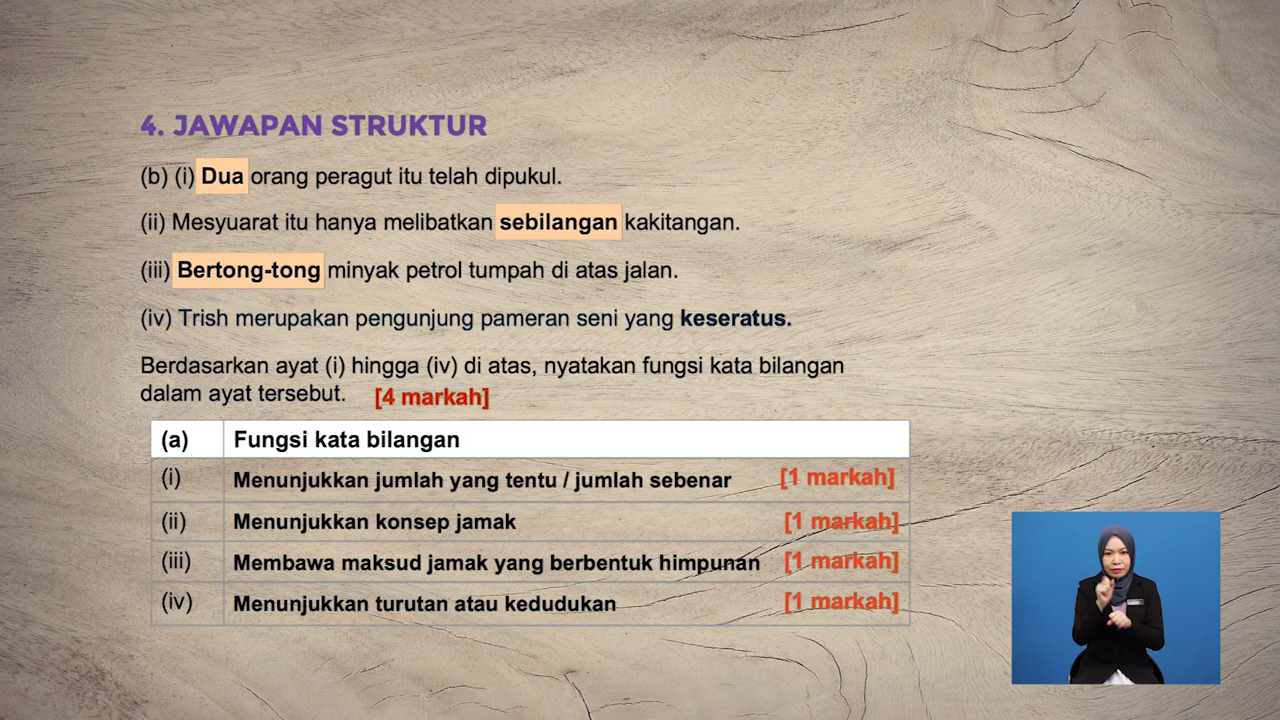 4. JAWAPAN STRUKTUR
(b) (i) Dua orang peragut itu telah dipukul.
(ii) Mesyuarat itu hanya melibatkan sebilangan kakitangan.
(iii) Bertong-tong minyak petrol tumpah di atas jalan.
(iv) Trish merupakan pengunjung pameran seni yang keseratus.
Berdasarkan ayat (i) hingga (iv) di atas, nyatakan fungsi kata bilangan
dalam ayat tersebut. [4 markah]
(a) Fungsi kata bilangan
(i) Menunjukkan jumlah yang tentu / jumlah sebenar [1 markah]
(ii) Menunjukkan konsep jamak [1 markah]
(iii) Membawa maksud jamak yang berbentuk himpunan [1 markah]
(iv) Menunjukkan turutan atau kedudukan [1 markah]